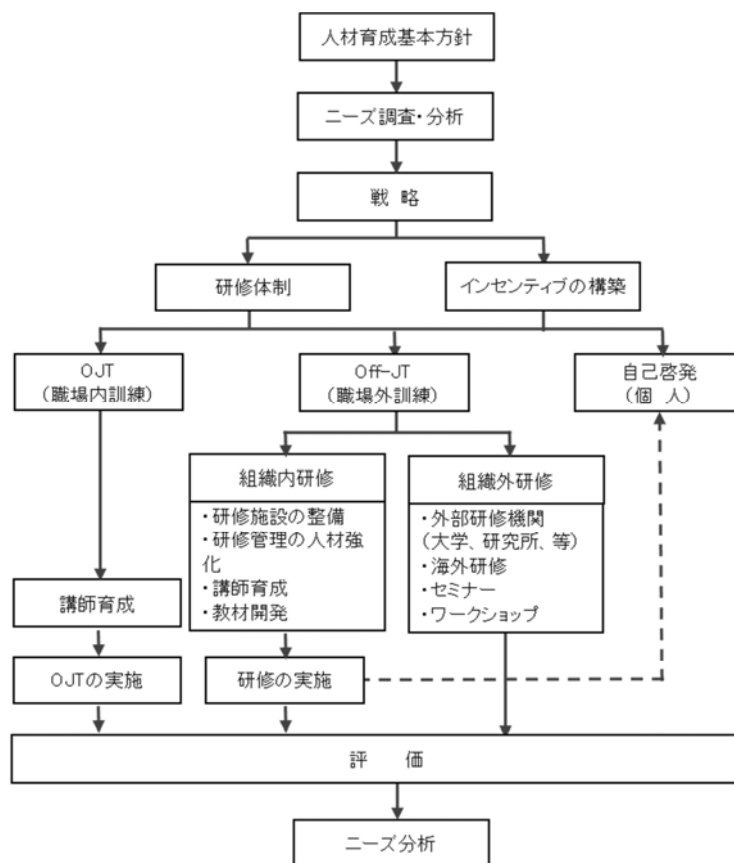 人材育成基本方針
ニーズ調査・分析
戦 略
研修体制
インセンティブの構築
OJT
（職場内訓練）
Off-JT
（職場外訓練）
自己啓発
（個 人）
組織内研修
・研修施設の整備
・研修管理の人材強
化
・講師育成
・教材開発
組織外研修
・外部研修機関
（大学、研究所、等）
・海外研修
・セミナー
・ワークショップ
講師育成
OJTの実施
研修の実施
評 価
ニーズ分析